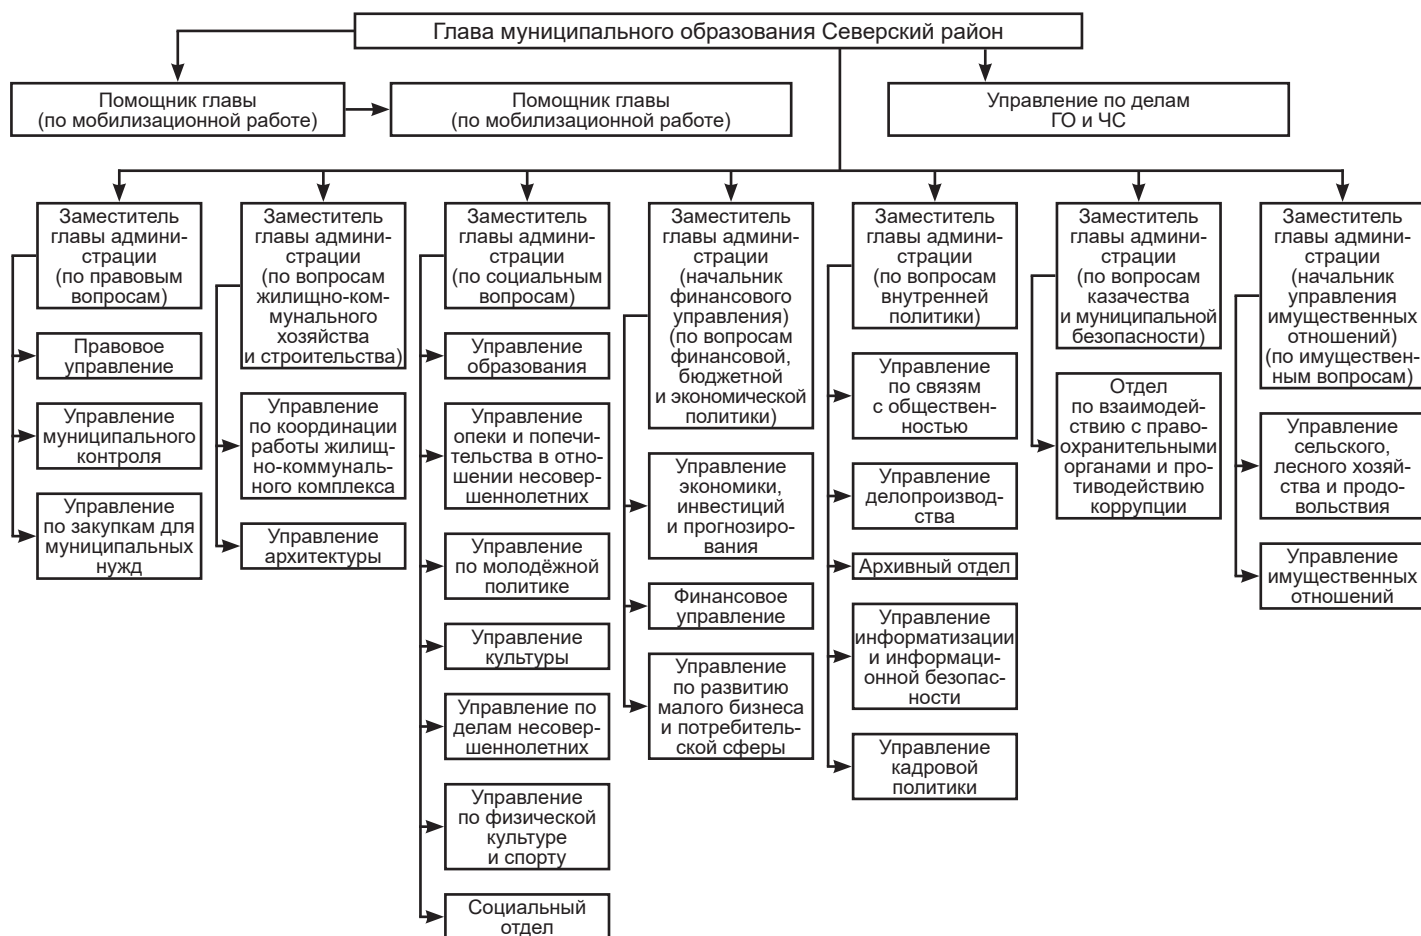 Глава муниципального образования Северский район
Помощник главы
(по мобилизационной работе)
Помощник главы
(по мобилизационной работе)
Управление по делам
ГО и ЧС
Заместитель
главы админи-
страции
(по правовым
вопросам)
Правовое
управление
Управление
муниципального
контроля
Управление
по закупкам для
муниципальных
нужд
Заместитель
главы админи-
страции
(по вопросам
жилищно-ком-
мунального
хозяйства
и строительства)
Управление
по координации
работы жилищ-
но-коммуналь-
ного комплекса
Управление
архитектуры
Заместитель
главы админи-
страции
(по социальным
вопросам)
Управление
образования
Управление
опеки и попечи-
тельства в отно-
шении несовер-
шеннолетних
Управление
по молодёжной
политике
Управление
культуры
Управление по
делам несовер-
шеннолетних
Управление
по физической
культуре
и спорту
Социальный
отдел
Заместитель
главы админи-
страции
(начальник
финансового
управления)
(по вопросам
финансовой,
бюджетной
и экономической
политики)
Управление
экономики,
инвестиций
и прогнозиро-
вания
Финансовое
управление
Управление
по развитию
малого бизнеса
и потребитель-
ской сферы
Заместитель
главы админи-
страции
(по вопросам
внутренней
политики)
Управление
по связям
с обществен-
ностью
Управление
делопроизвод-
ства
Архивный отдел
Управление
информатизации
и информаци-
онной безопас-
ности
Управление
кадровой
политики
Заместитель
главы админи-
страции
(по вопросам
казачества
и муниципальной
безопасности)
Отдел
по взаимодей-
ствию с право-
охранительными
органами и про-
тиводействию
коррупции
Заместитель
главы админи-
страции
(начальник
управления
имущественных
отношений)
(по имуществен-
ным вопросам)
Управление
сельского,
лесного хозяй-
ства и продо-
вольствия
Управление
имущественных
отношений